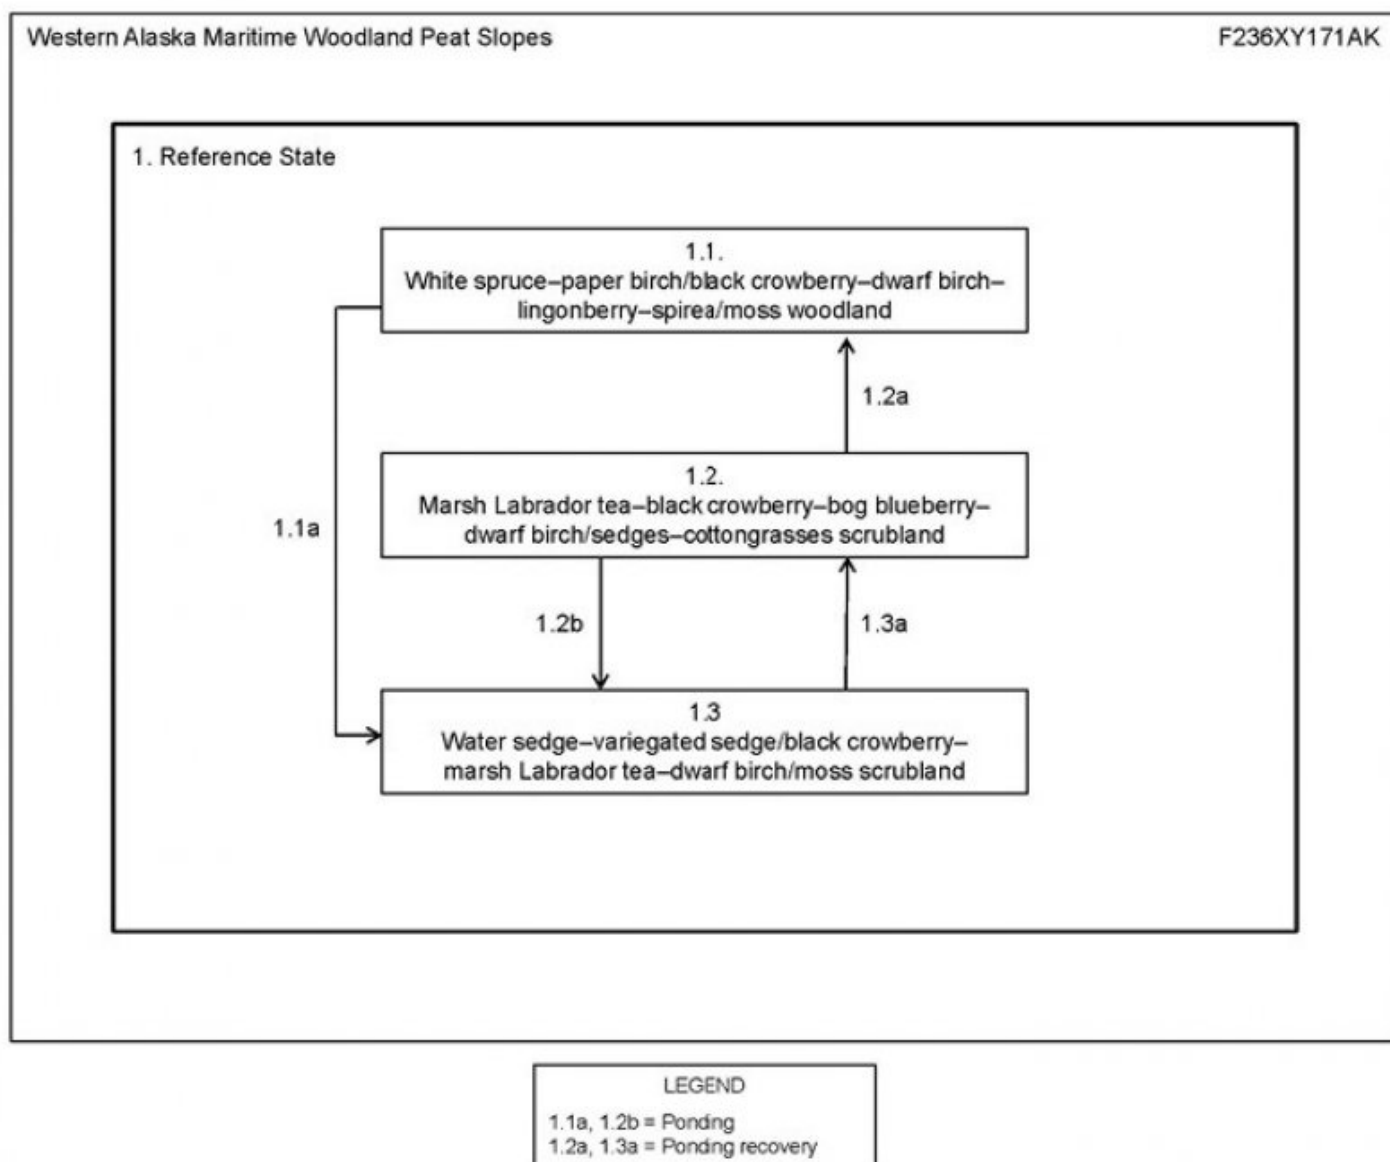 Western Alaska Maritime Woodland Peat Slopes
F236XY171AK
1. Reference State
1.1.
White spruce–paper birch/black crowberry–dwarf birch–
lingonberry–spirea/moss woodland
1.2a
1.2.
Marsh Labrador tea–black crowberry–bog blueberry–
dwarf birch/sedges–cottongrasses scrubland
1.1a
1.2b
1.3a
1.3
Water sedge–variegated sedge/black crowberry–
marsh Labrador tea–dwarf birch/moss scrubland
LEGEND
1.1a, 1.2b = Ponding
1.2a, 1.3a = Ponding recovery